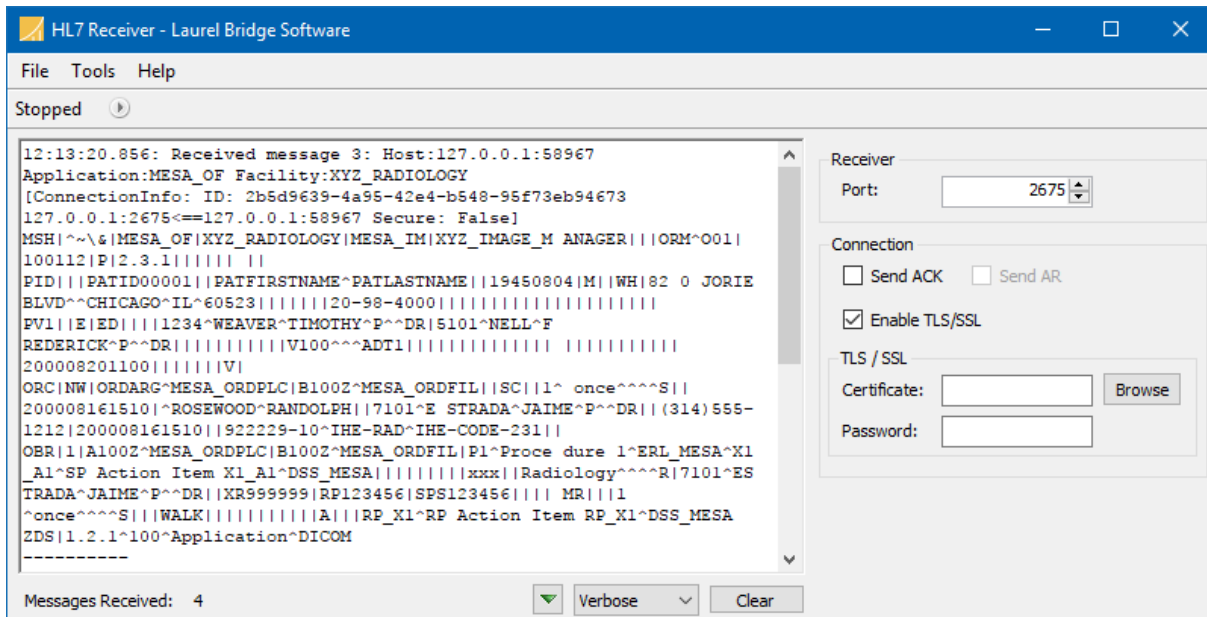 HL7 Receiver - Laurel Bridge Software
File Tools Help
Stopped
12:13:20.856: Received message 3: Host:127.0.0.1:58967
Application:MESA_OF Facility:XYZ_RADIOLOGY
[ConnectionInfo: ID: 2b5d9639-4a95-42e4-b548-95f73eb94673
127.0.0.1:2675<==127.0.0.1:58967 Secure: False]
MSH|^~\&|MESA_OF|XYZ_RADIOLOGY|MESA_IM|XYZ_IMAGE_M ANAGER|||ORM^O01|
100112|P|2.3.1|||||| ||
PID|||PATID00001||PATFIRSTNAME^PATLASTNAME||19450804|M||WH|82 0 JORIE
BLVD^^CHICAGO^IL^60523|||||||20-98-4000||||||||||||||||||||||
PV1||E|ED||||1234^WEAVER^TIMOTHY^P^^DR|5101^NELL^F
REDERICK^P^^DR|||||||||||V100^^^ADT1|||||||||||||| |||||||||||
200008201100|||||||V|
ORC|NW|ORDARG^MESA_ORDPLC|B100Z^MESA_ORDFIL||SC||1^ once^^^^S||
200008161510|^ROSEWOOD^RANDOLPH||7101^E STRADA^JAIME^P^^DR||(314)555-
1212|200008161510||922229-10^IHE-RAD^IHE-CODE-231||
OBR|1|A100Z^MESA_ORDPLC|B100Z^MESA_ORDFIL|P1^Proce dure 1^ERL_MESA^X1
_A1^SP Action Item X1_A1^DSS_MESA|||||||||xxx||Radiology^^^^R|7101^ES
TRADA^JAIME^P^^DR||XR999999|RP123456|SPS123456|||| MR|||1
^once^^^^S|||WALK|||||||||||A|||RP_X1^RP Action Item RP_X1^DSS_MESA
ZDS|1.2.1^100^Application^DICOM
----------
Messages Received: 4
Verbose
Clear
Receiver
Port: 2675
Connection
Send ACK Send AR
Enable TLS/SSL
TLS / SSL
Certificate: Browse
Password: